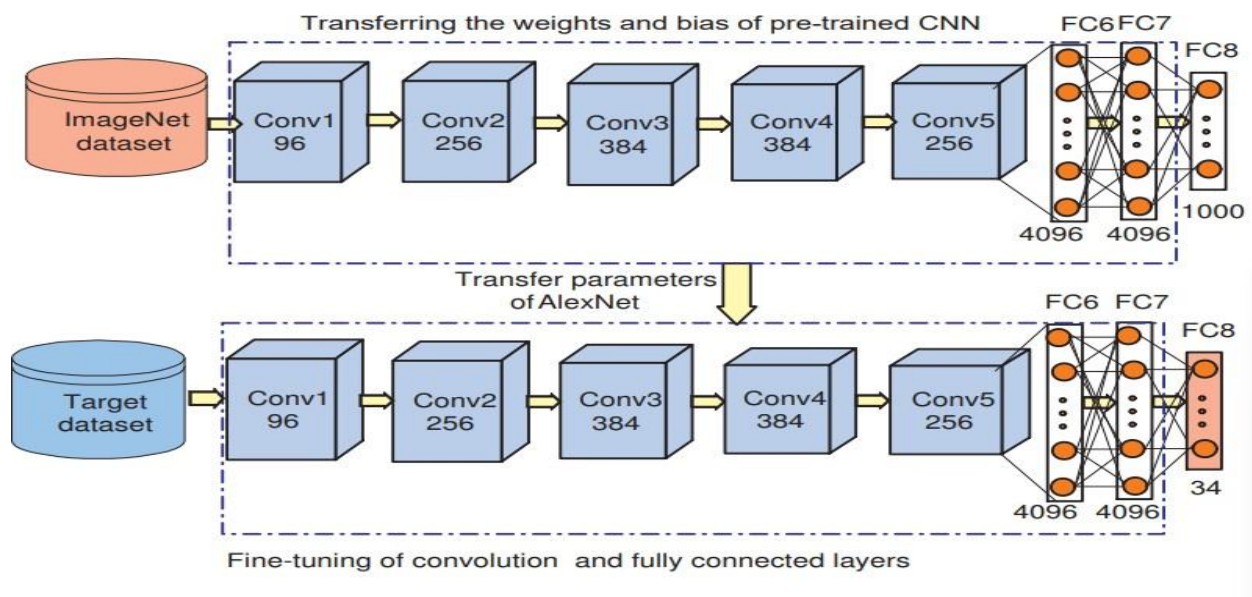 Transferring the weights and bias of pre-trained CNN
FC6 FC7
FC8
ImageNet
dataset
Conv1
96
Conv2
256
Conv3
384
Conv4
384
Conv5
256
4096
4096
1000
Transfer parameters
of AlexNet
FC6
FC7
FC8
Target
dataset
Conv1
96
Conv2
256
Conv3
384
Conv4
384
Conv5
256
4096
4096
34
Fine-tuning of convolution and fully connected layers